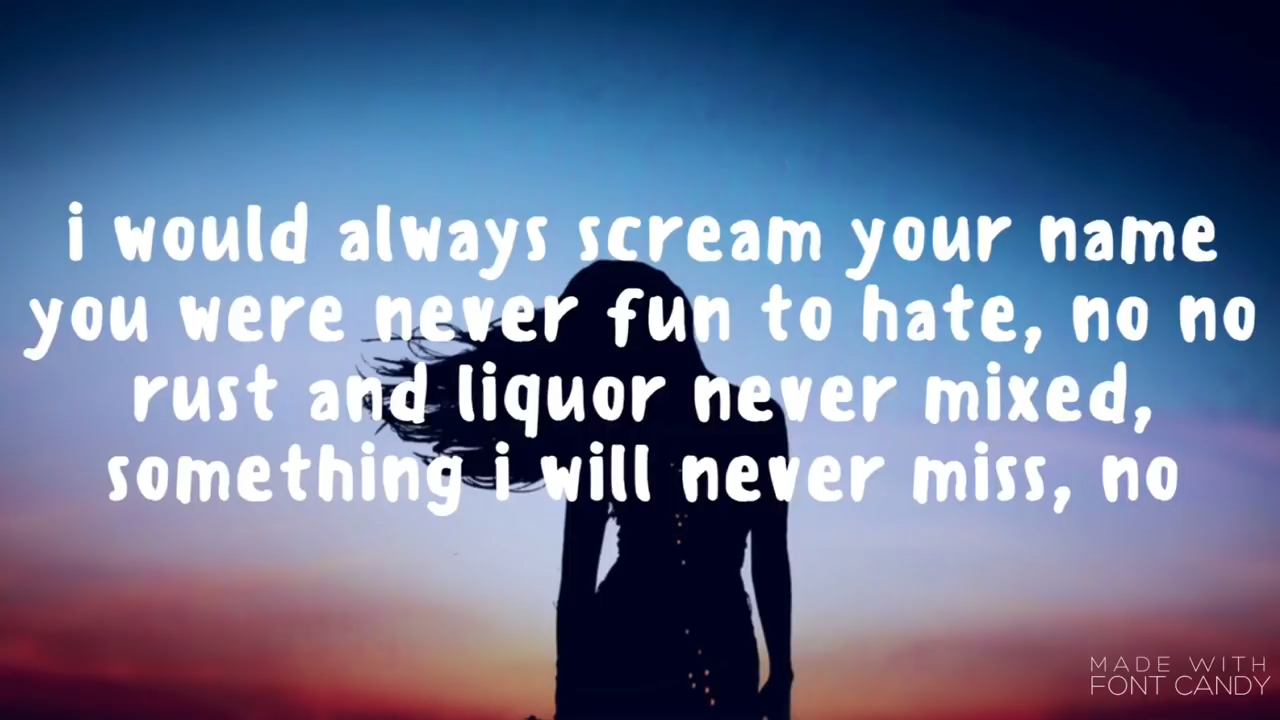 i would always scream your name
you were never fun to hate, no no
rust and liquor never mixed,
something i will never miss, no
MADE WITH
FONT CANDY